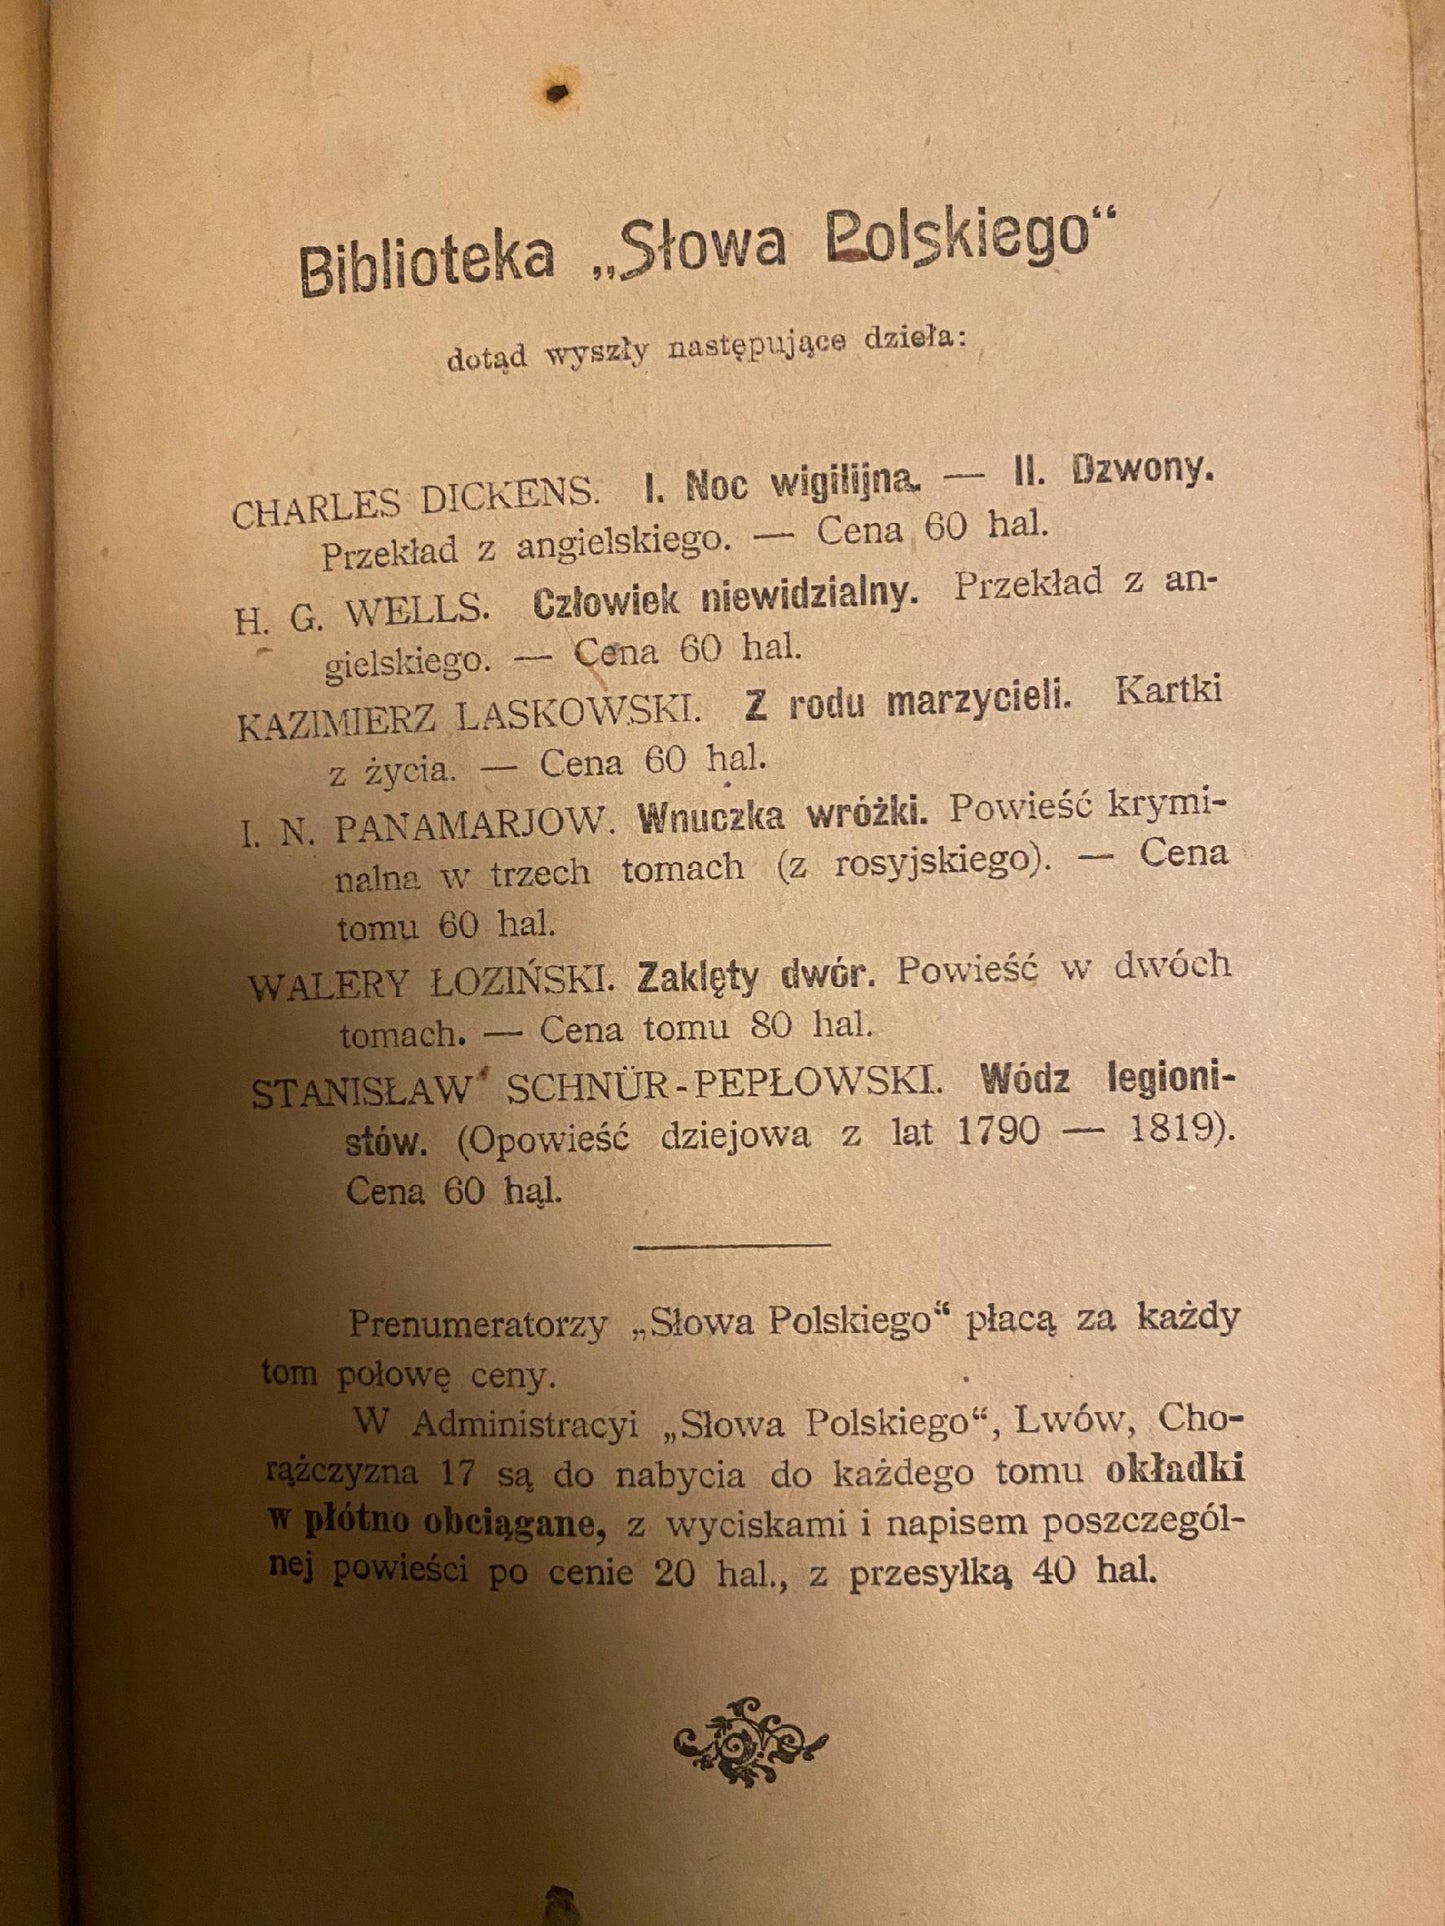 Biblioteka „Słowa Polskiego“
dotąd wyszły następujące dzieła:
CHARLES DICKENS. I. Noc wigilijna. — II. Dzwony.
Przekład z angielskiego. — Cena 60 hal.
H. G. WELLS. Człowiek niewidzialny. Przekład z an-
gielskiego. — Cena 60 hal.
KAZIMIERZ LASKOWSKI. Z rodu marzycieli. Kartki
z życia. — Cena 60 hal.
I. N. PANAMARJOW. Wnuczka wróżki. Powieść krymi-
nalna w trzech tomach (z rosyjskiego). — Cena
tomu 60 hal.
WALERY ŁOZIŃSKI. Zaklęty dwór. Powieść w dwóch
tomach. — Cena tomu 80 hal.
STANISŁAW SCHNÜR-PEPŁOWSKI. Wódz legioni-
stów. (Opowieść dziejowa z lat 1790 — 1819).
Cena 60 hąl.
Prenumeratorzy „Słowa Polskiego“ płacą za każdy
tom połowę ceny.
W Administracyi „Słowa Polskiego“, Lwów, Cho-
rążczyzna 17 są do nabycia do każdego tomu okładki
w płótno obciągane, z wyciskami i napisem poszczegól-
nej powieści po cenie 20 hal., z przesyłką 40 hal.